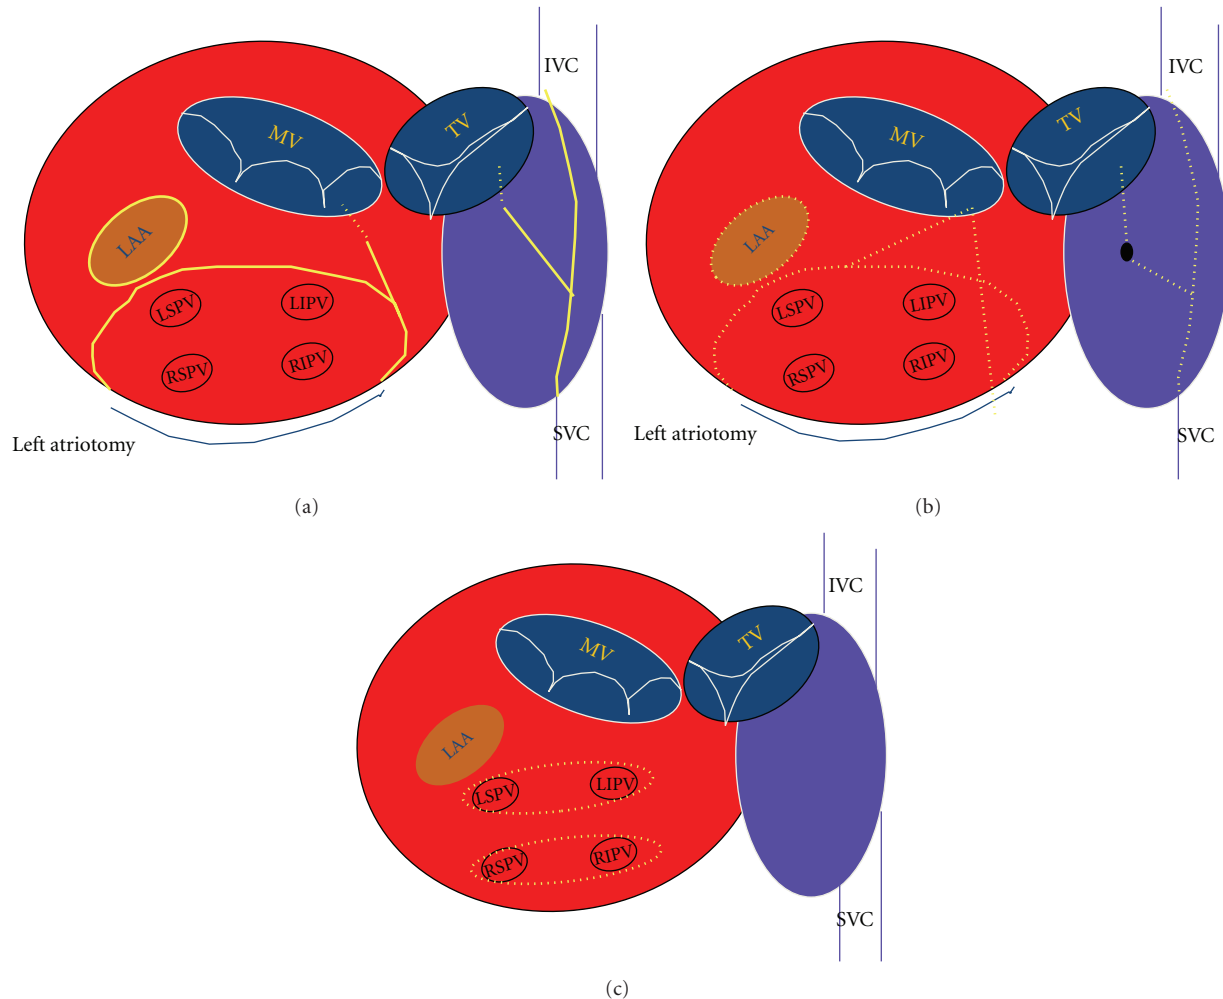 IVC
MV
TV
LAA
LSPV
LIPV
RSPV
RIPV
Left atriotomy
SVC
(a)
IVC
MV
TV
LAA
LSPV
LIPV
RSPV
RIPV
Left atriotomy
SVC
(b)
IVC
MV
TV
LAA
LSPV
LIPV
RSPV
RIPV
SVC
(c)